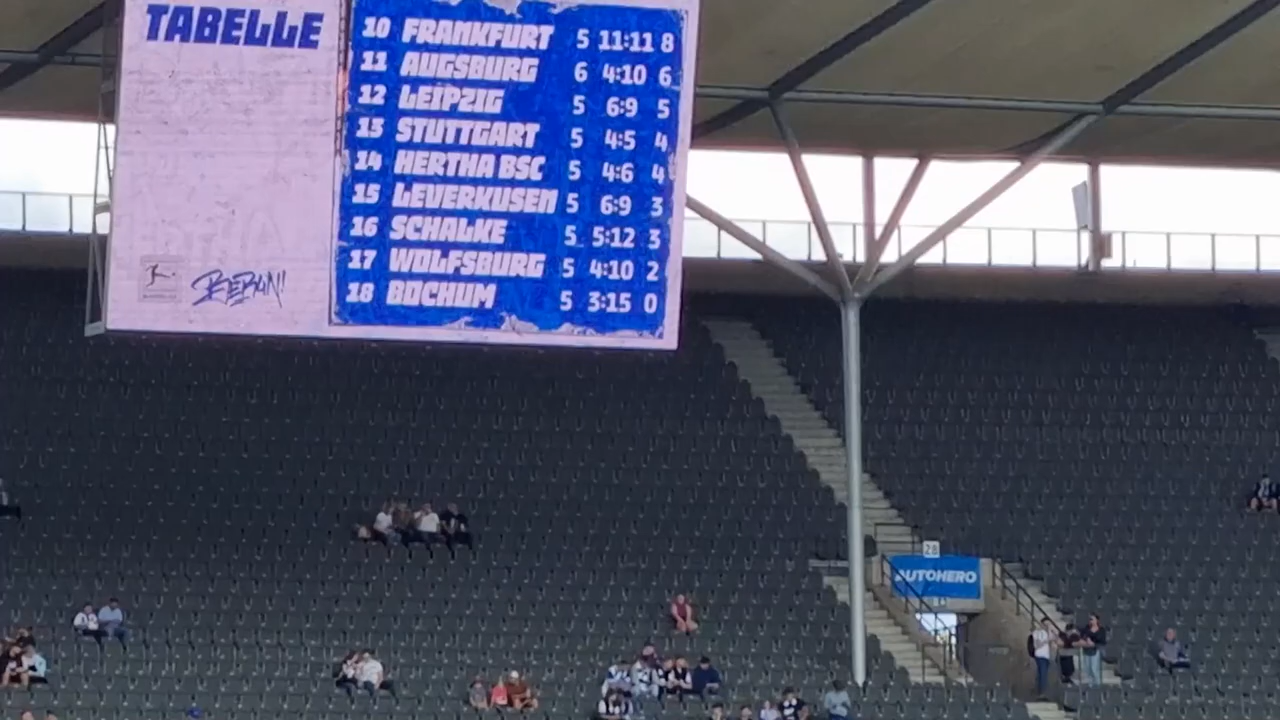 TABELLE
10 FRANKFURT 5 11:11 8
11 AUGSBURG 6 4:10 6
12 LEIPZIG 5 6:9 5
13 STUTTGART 5 4:5 4
14 HERTHA BSC 5 4:6 4
15 LEVERKUSEN 5 6:9 3
16 SCHALKE 5 5:12 3
17 WOLFSBURG 5 4:10 2
18 BOCHUM 5 3:15 0
BERLIN!
28
AUTOHERO